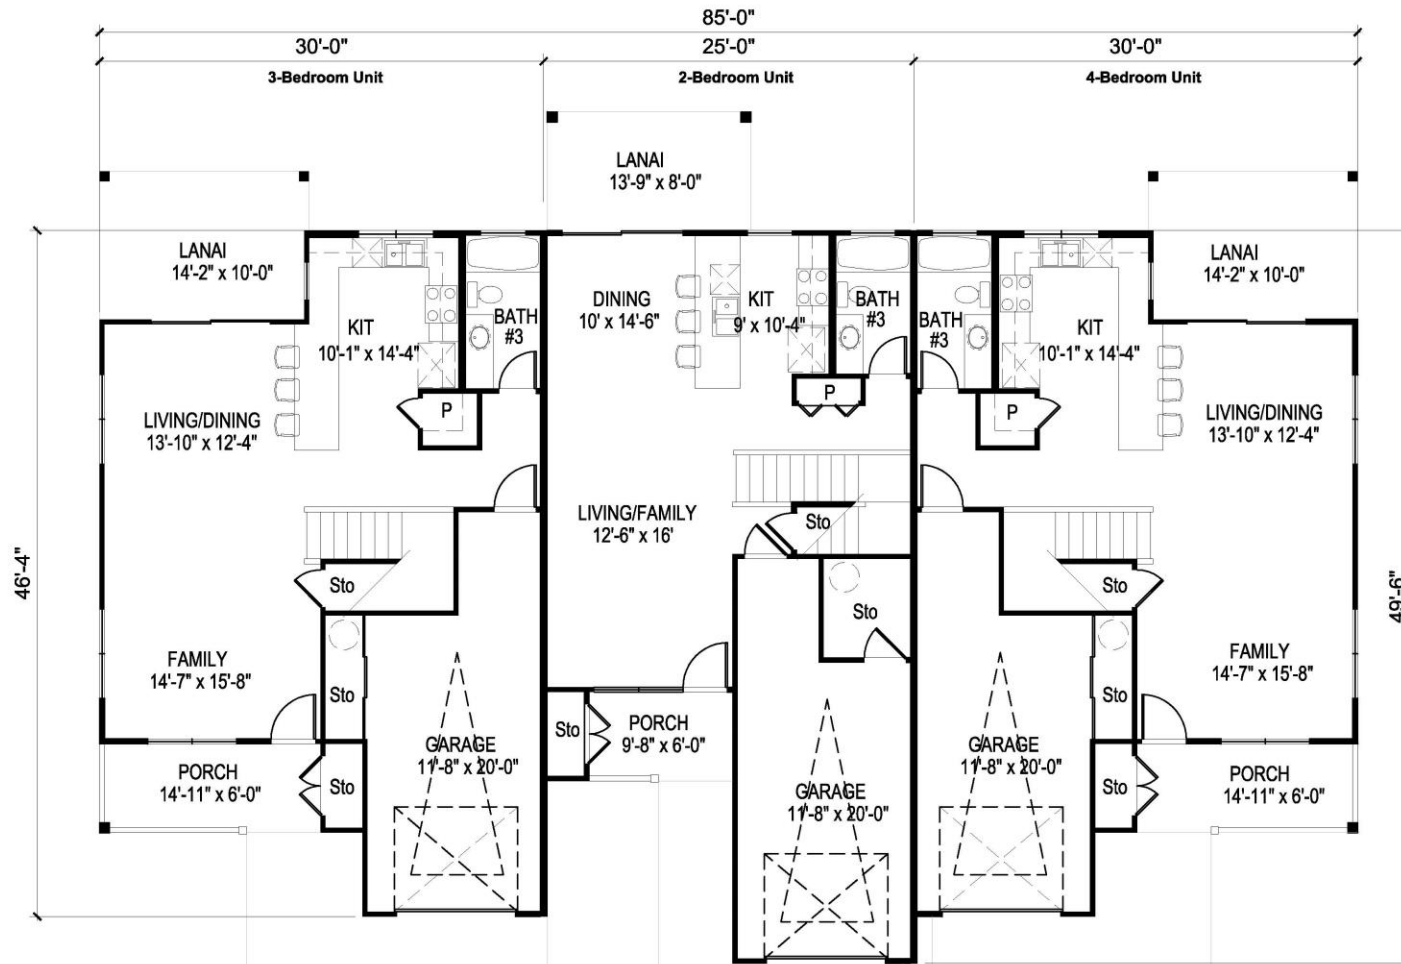 85'-0"
30'-0"
25'-0"
30'-0"
3-Bedroom Unit
2-Bedroom Unit
4-Bedroom Unit
LANAI
13'-9" x 8'-0"
LANAI
14'-2" x 10'-0"
LANAI
14'-2" x 10'-0"
KIT
10'-1" x 14'-4"
BATH
#3
DINING
10' x 14'-6"
KIT
9' x 10'-4"
BATH
#3
BATH
#3
KIT
10'-1" x 14'-4"
P
P
P
LIVING/DINING
13'-10" x 12'-4"
LIVING/DINING
13'-10" x 12'-4"
LIVING/FAMILY
12'-6" x 16'
Sto
46'-4"
49'-6"
Sto
Sto
Sto
FAMILY
14'-7" x 15'-8"
Sto
Sto
FAMILY
14'-7" x 15'-8"
Sto
PORCH
9'-8" x 6'-0"
GARAGE
11'-8" x 20'-0"
GARAGE
11'-8" x 20'-0"
PORCH
14'-11" x 6'-0"
Sto
GARAGE
11'-8" x 20'-0"
Sto
PORCH
14'-11" x 6'-0"